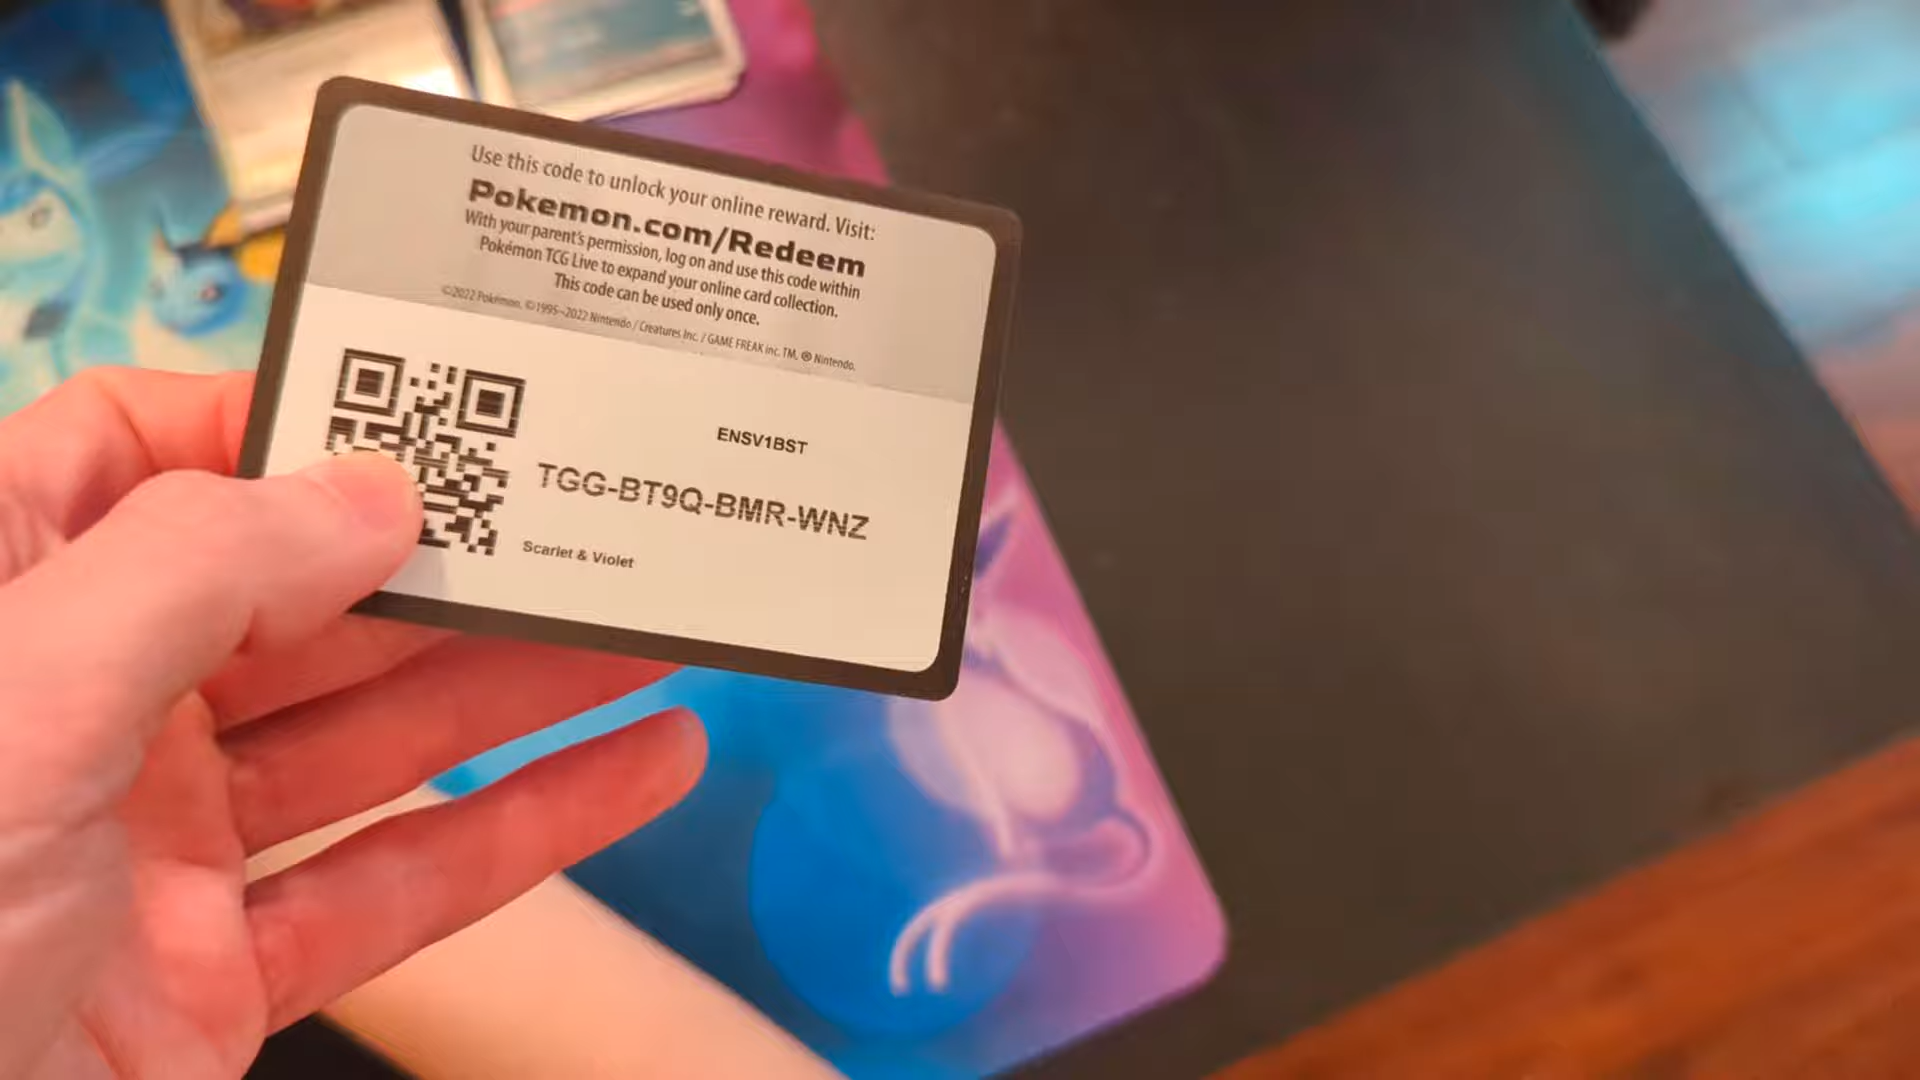 Use this code to unlock your online reward. Visit:
Pokemon.com/Redeem
With your parent's permission, log on and use this code within
Pokémon TCG Live to expand your online card collection.
This code can be used only once.
©2022 Pokémon. ©1995–2022 Nintendo / Creatures Inc. / GAME FREAK inc. TM, ® Nintendo.
ENSV1BST
TGG-BT9Q-BMR-WNZ
Scarlet & Violet